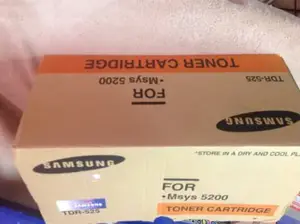 TONER CARTRIDGE
TDR-525
•Msys 5200
FOR
SAMSUNG
*STORE IN A DRY AND COOL PL
SAMSUNG
TDR-525
FOR
•Msys 5200
TONER CARTRIDGE